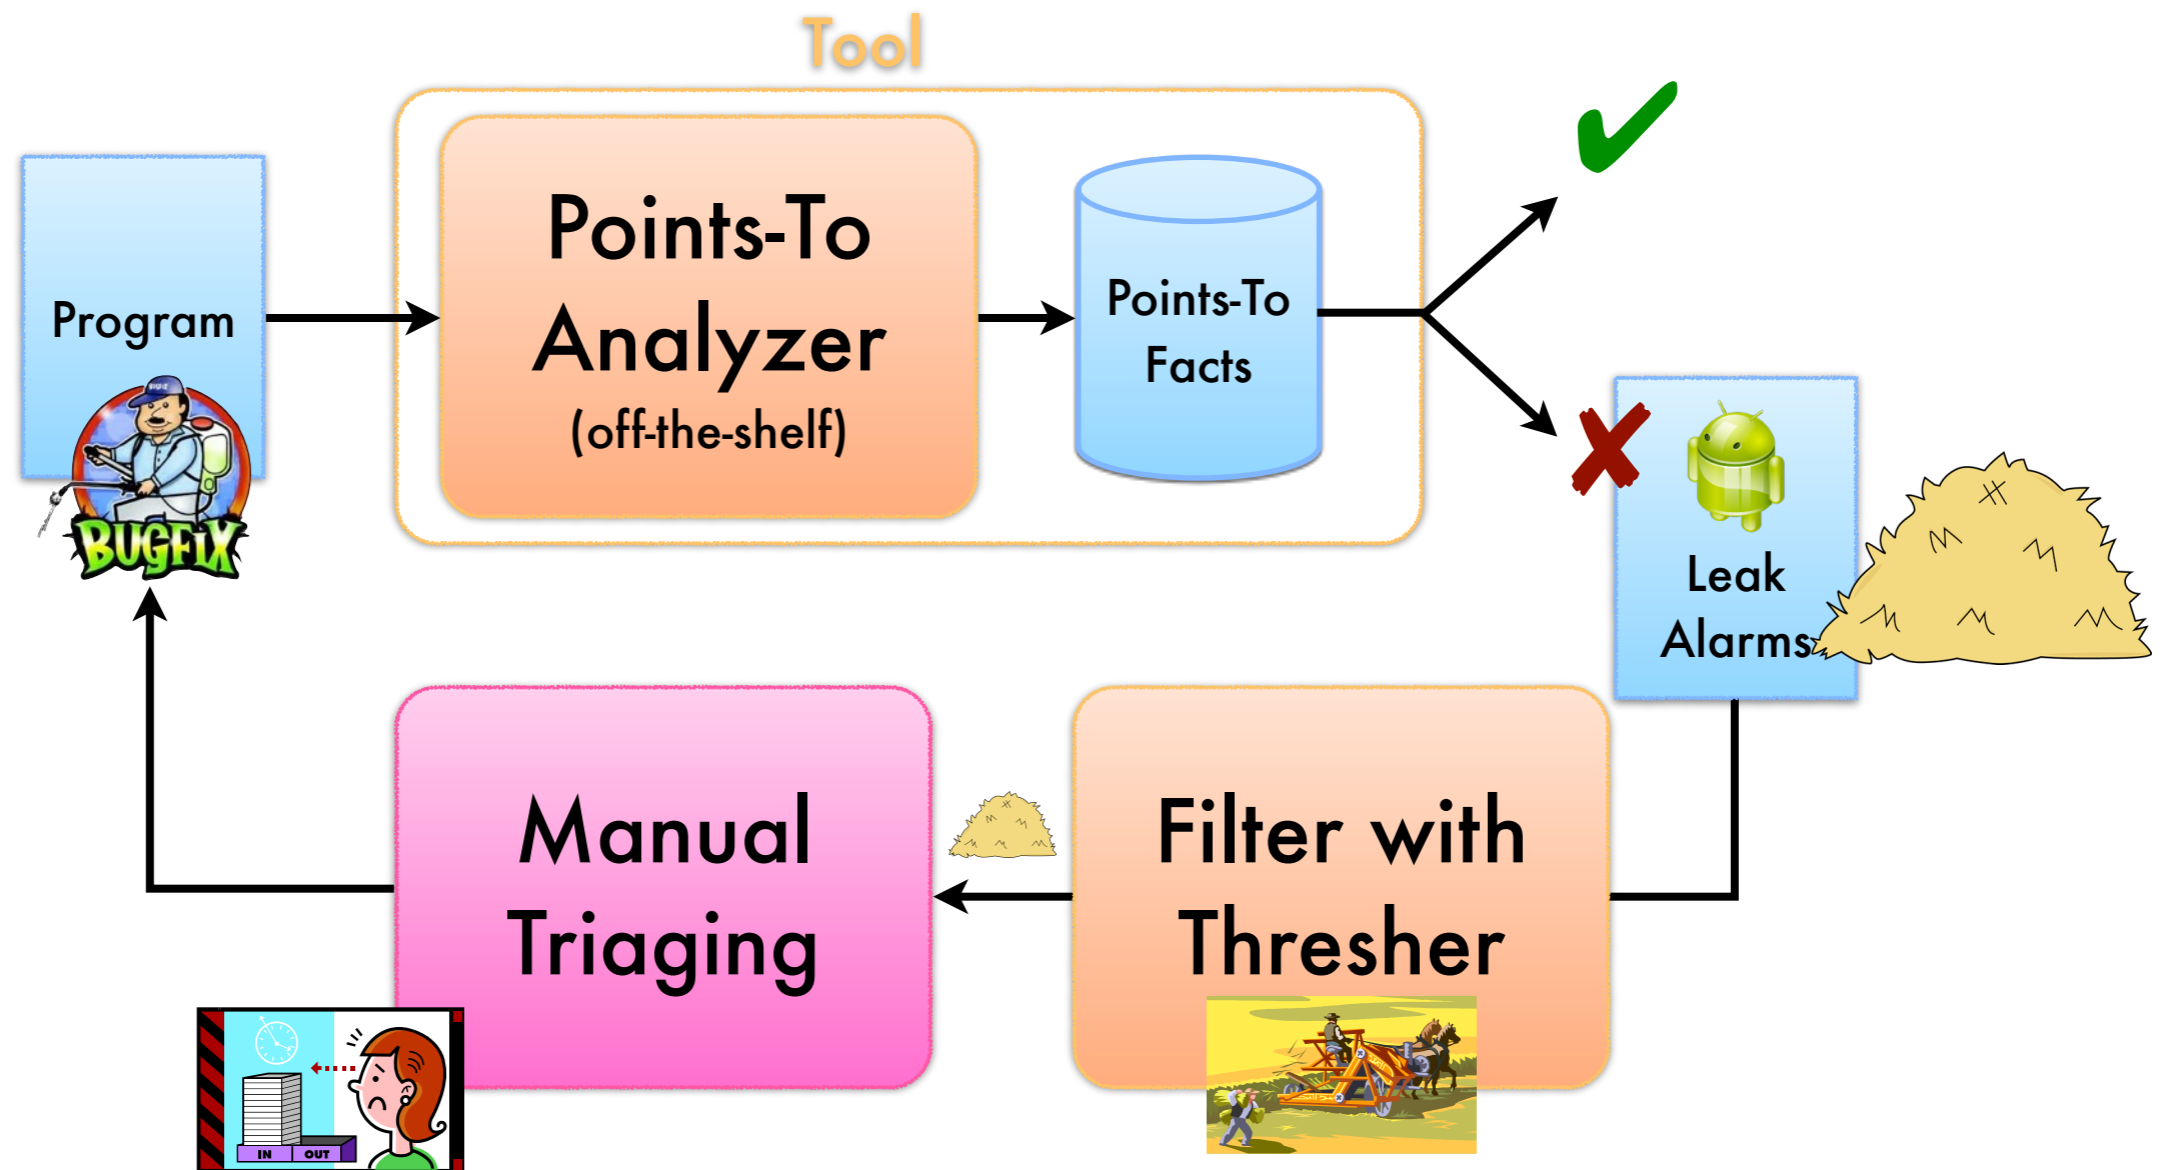 Tool
Program
BUGFIX
Points-To
Analyzer
(off-the-shelf)
Points-To
Facts
Leak
Alarms
Manual
Triaging
Filter with
Thresher
IN OUT